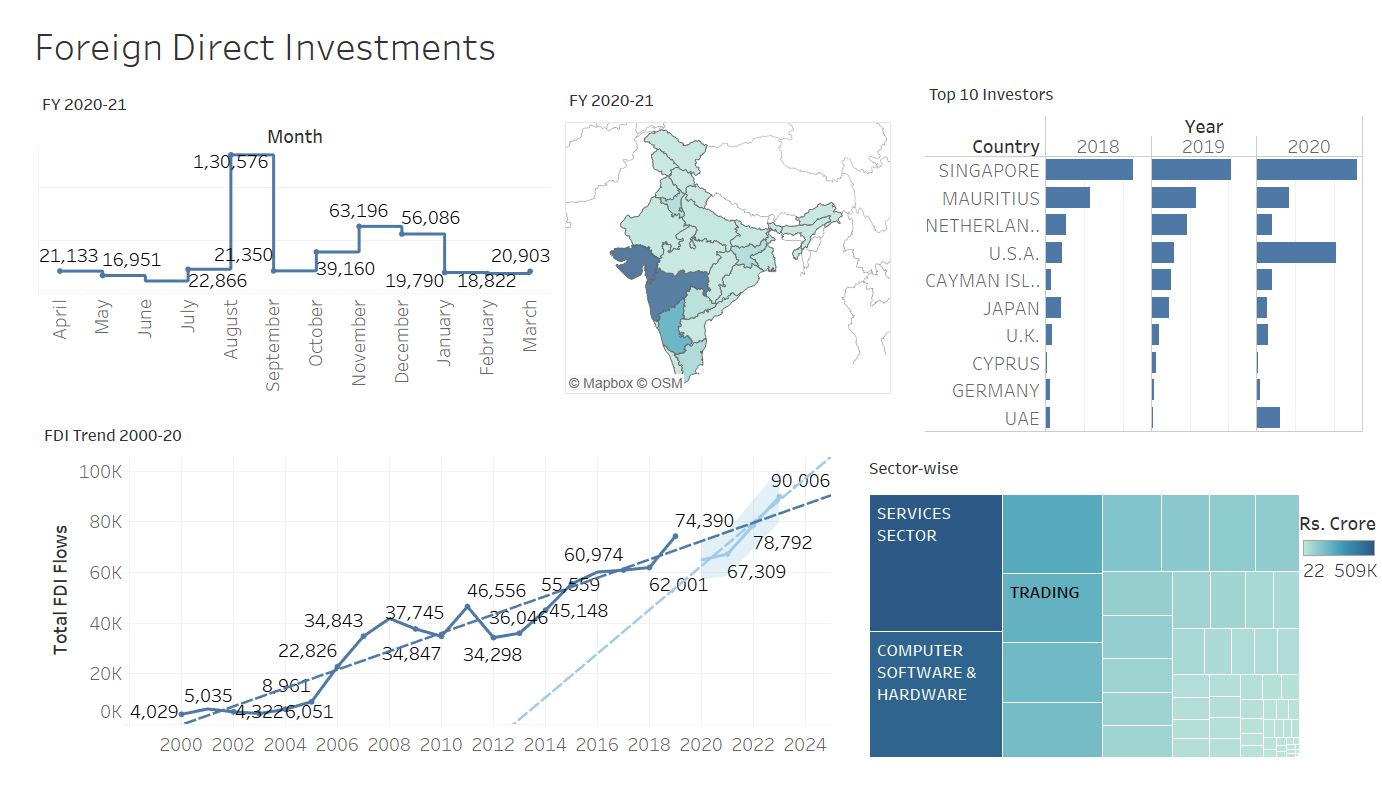 Foreign Direct Investments
FY 2020-21
Month
1,30,576
63,196
56,086
21,133
16,951
21,350
20,903
39,160
22,866
19,790
18,822
April
May
June
July
August
September
October
November
December
January
February
March
FY 2020-21
© Mapbox © OSM
Top 10 Investors
Year
Country
2018
2019
2020
SINGAPORE
MAURITIUS
NETHERLAN..
U.S.A.
CAYMAN ISL..
JAPAN
U.K.
CYPRUS
GERMANY
UAE
FDI Trend 2000-20
Total FDI Flows
100K
80K
60K
40K
20K
0K
90,006
74,390
78,792
60,974
67,309
62,001
55,559
46,556
45,148
36,046
37,745
34,843
34,847
34,298
22,826
8,961
5,035
4,029
4,322
6,051
2000
2002
2004
2006
2008
2010
2012
2014
2016
2018
2020
2022
2024
Sector-wise
SERVICES
SECTOR
COMPUTER
SOFTWARE &
HARDWARE
TRADING
Rs. Crore
22
509K